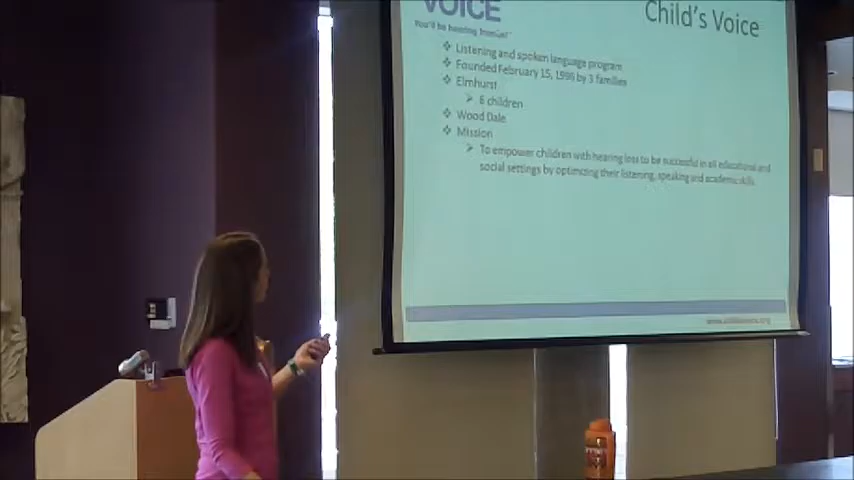 VOICE
Child's Voice
You'll be hearing from us!
Listening and spoken language program
Founded February 15, 1996 by 3 families
Elmhurst
6 children
Wood Dale
Mission
To empower children with hearing loss to be successful in all educational and
social settings by optimizing their listening, speaking and academic skills.